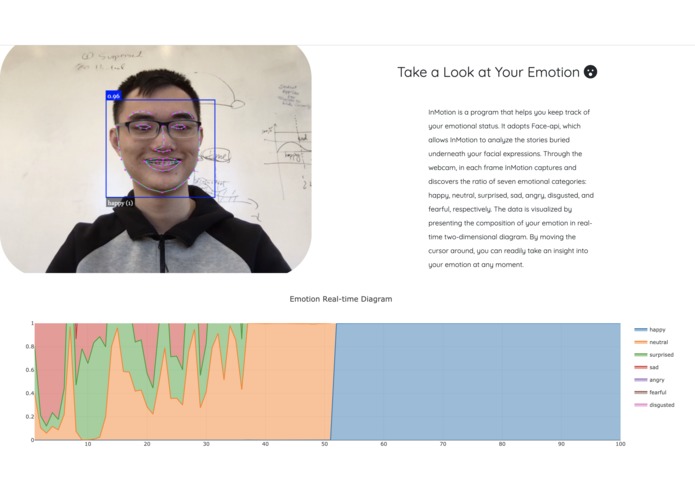 Take a Look at Your Emotion
0.96
happy (1)
InMotion is a program that helps you keep track of
your emotional status. It adopts Face-api, which
allows InMotion to analyze the stories buried
underneath your facial expressions. Through the
webcam, in each frame InMotion captures and
discovers the ratio of seven emotional categories:
happy, neutral, surprised, sad, angry, disgusted, and
fearful, respectively. The data is visualized by
presenting the composition of your emotion in real-
time two-dimensional diagram. By moving the
cursor around, you can readily take an insight into
your emotion at any moment.
Emotion Real-time Diagram
1
0.8
0.6
0.4
0.2
0
10 20 30 40 50 60 70 80 90 100
happy
neutral
surprised
sad
angry
fearful
disgusted